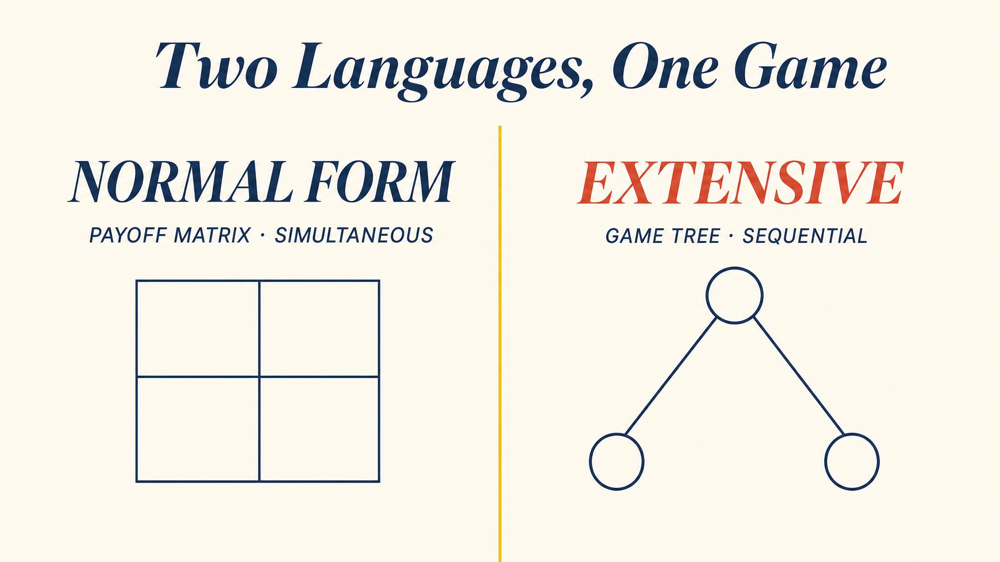 Two Languages, One Game
NORMAL FORM
PAYOFF MATRIX · SIMULTANEOUS
EXTENSIVE
GAME TREE · SEQUENTIAL